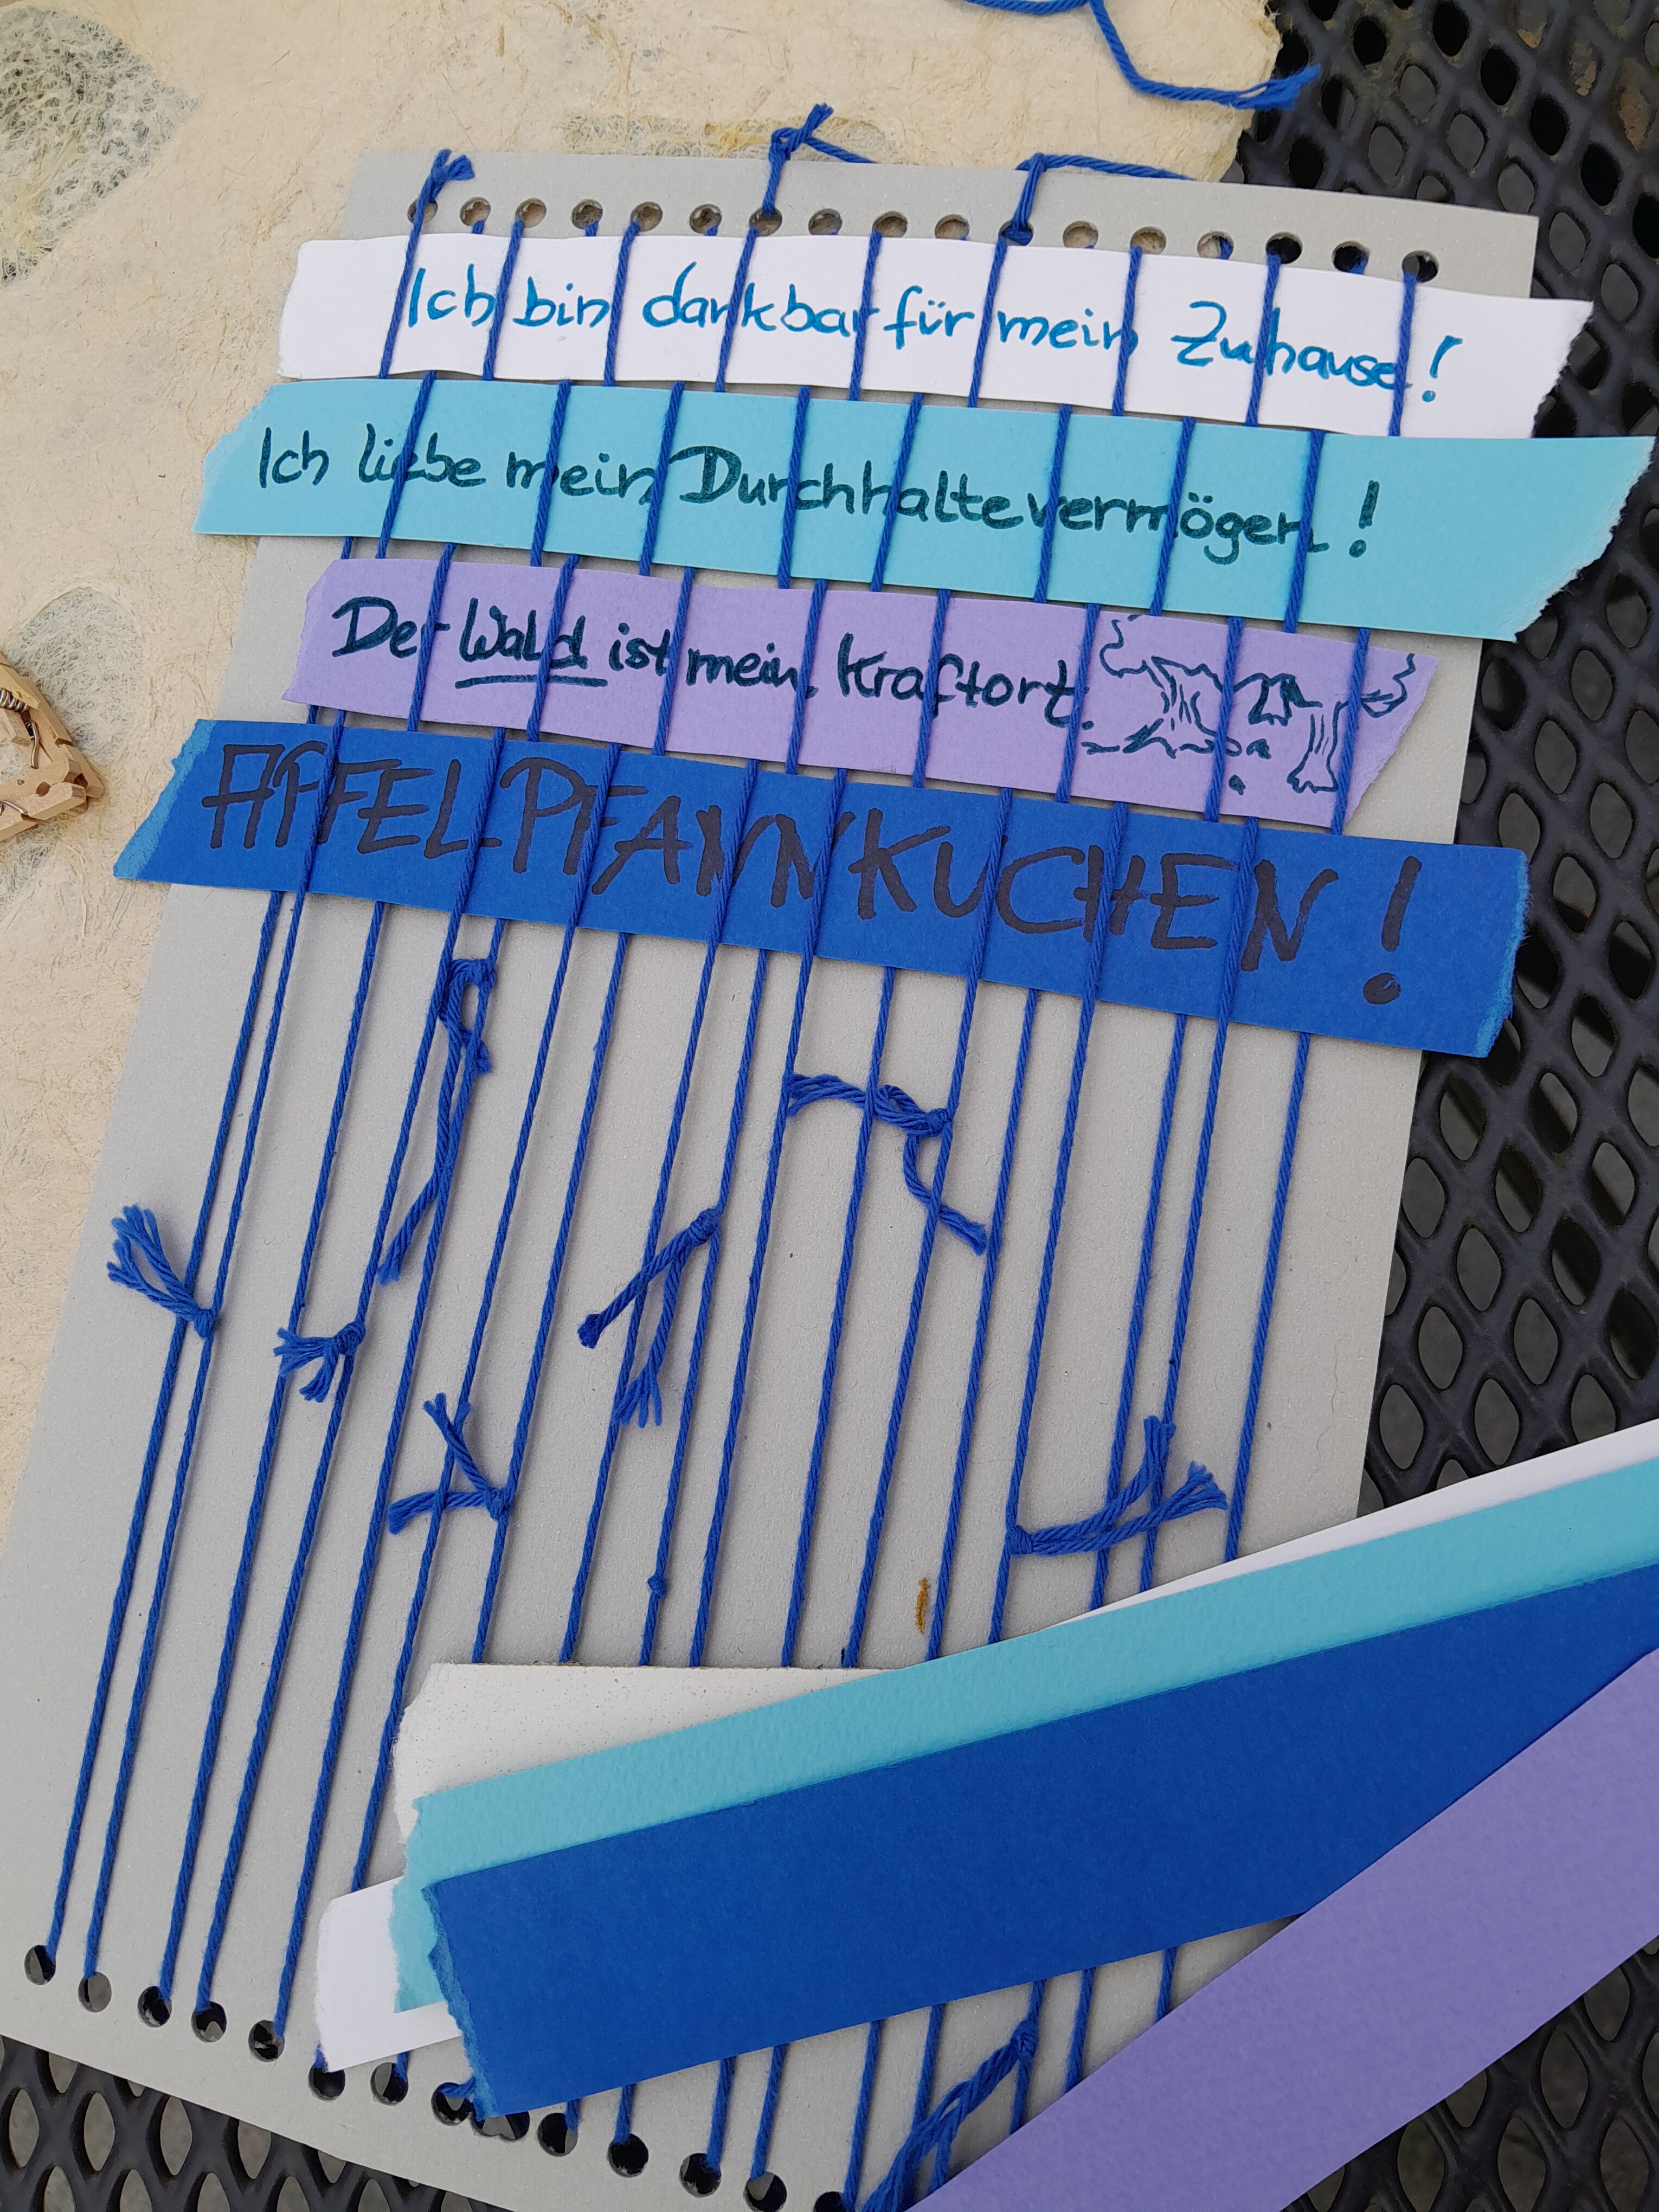 Ich bin dankbar für mein Zuhause!
Ich liebe mein Durchhaltevermögen!
Der Wald ist mein Kraftort.
APFELPFANNKUCHEN!